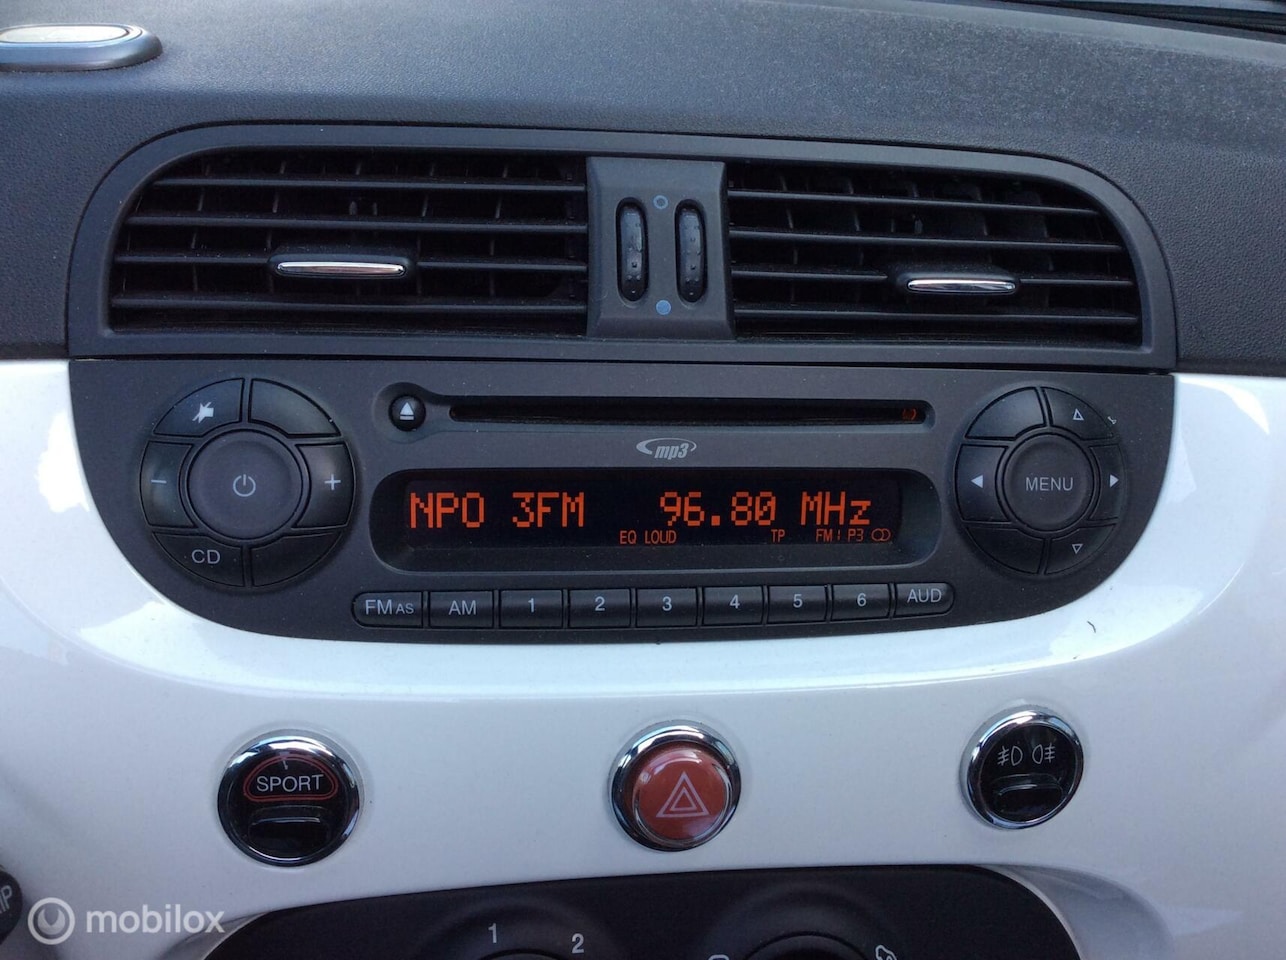 mp3
NPO 3FM 96.80 MHz
EQ LOUD TP FM1 P3
- + MENU
CD
FM AS AM 1 2 3 4 5 6 AUD
SPORT
mobilox
1 2